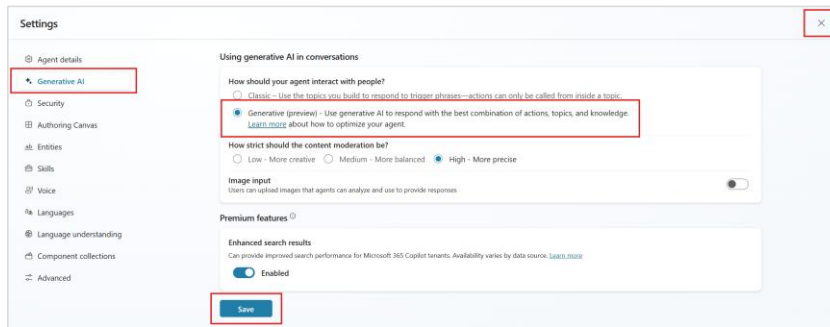 Settings
Agent details
Generative AI
Security
Authoring Canvas
Entities
Skills
Voice
Languages
Language understanding
Component collections
Advanced
Using generative AI in conversations
How should your agent interact with people?
Classic – Use the topics you build to respond to trigger phrases—actions can only be called from inside a topic.
Generative (preview) - Use generative AI to respond with the best combination of actions, topics, and knowledge.
Learn more about how to optimize your agent.
How strict should the content moderation be?
Low - More creative Medium - More balanced High - More precise
Image input
Users can upload images that agents can analyze and use to provide responses
Premium features
Enhanced search results
Can provide improved search performance for Microsoft 365 Copilot tenants. Availability varies by data source. Learn more
Enabled
Save